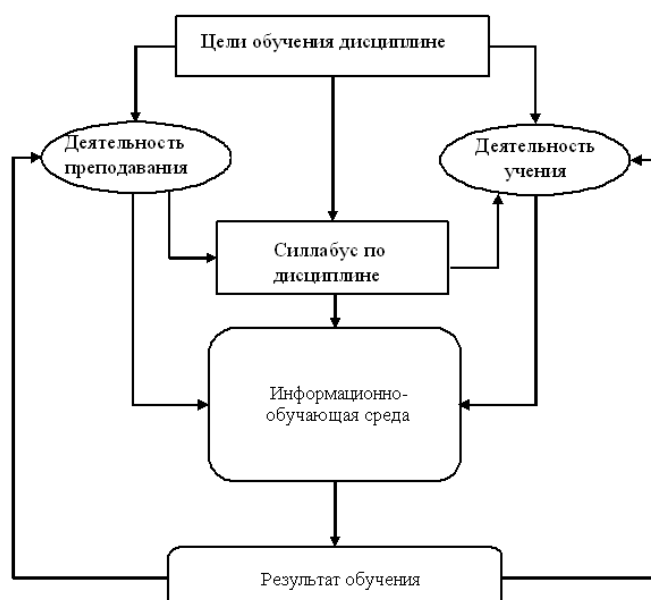 Цели обучения дисциплине
Деятельность
преподавания
Деятельность
учения
Силлабус по
дисциплине
Информационно-
обучающая среда
Результат обучения